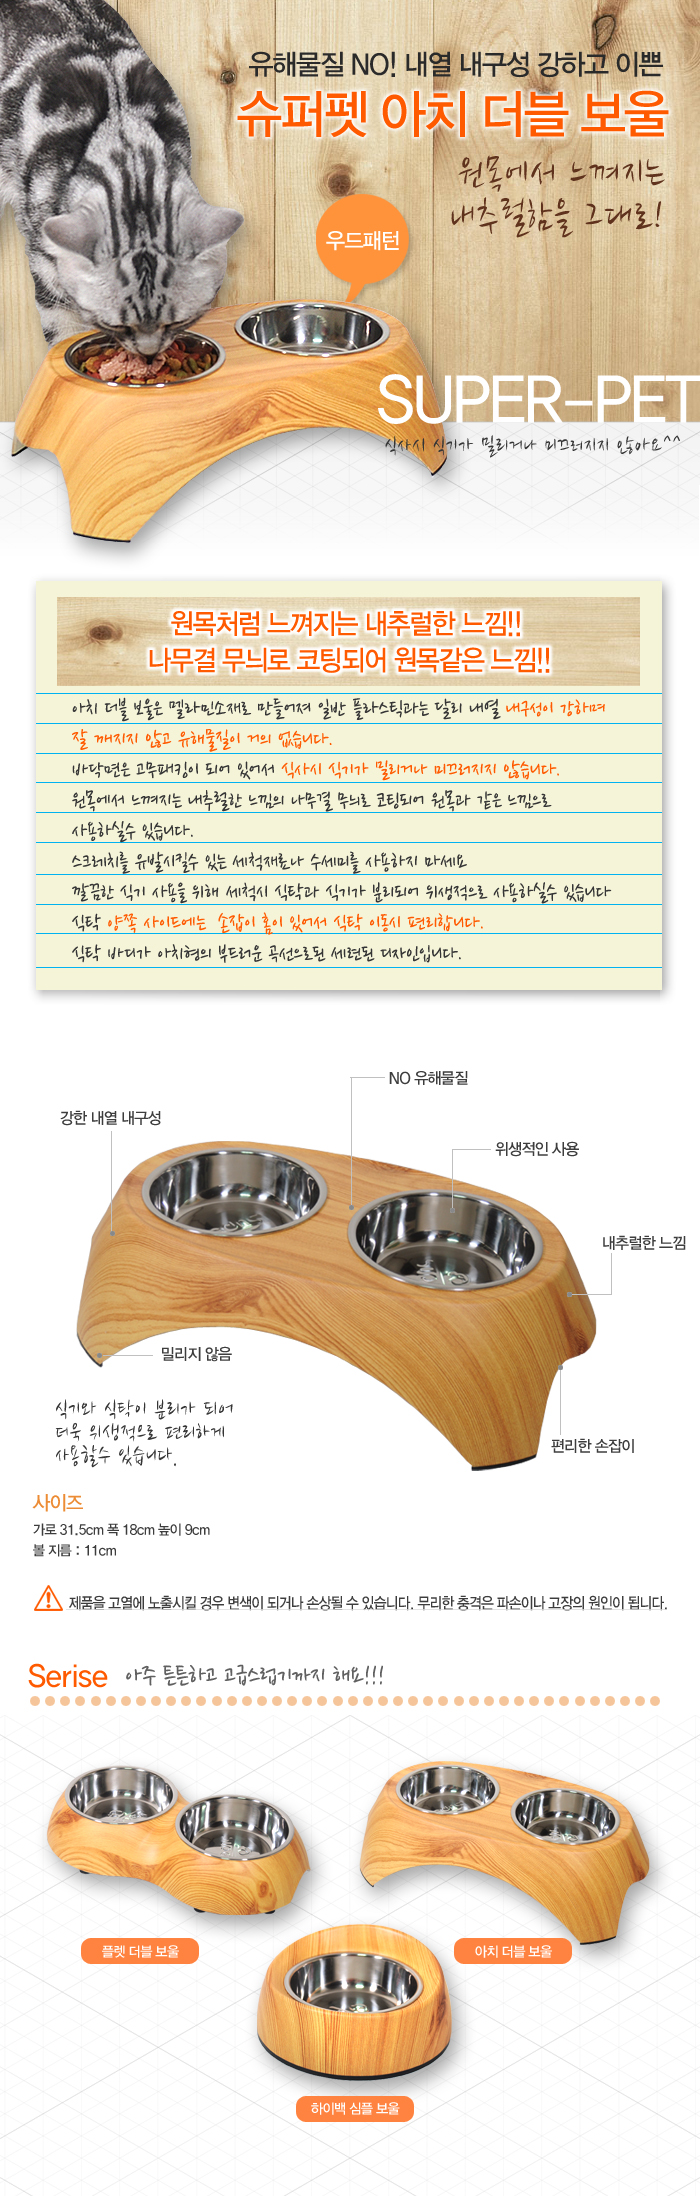 유해물질 NO! 내열 내구성 강하고 이쁜
슈퍼펫 아치 더블 보울
원목에서 느껴지는
내추럴함을 그대로!
우드패턴
SUPER-PET
식사시 식기가 밀리거나 미끄러지지 않아요^^
원목처럼 느껴지는 내추럴한 느낌!!
나무결 무늬로 코팅되어 원목같은 느낌!!
아치 더블 보울은 멜라민소재로 만들어져 일반 플라스틱과는 달리 내열 내구성이 강하며
잘 깨지지 않고 유해물질이 거의 없습니다.
바닥면은 고무패킹이 되어 있어서 식사시 식기가 밀리거나 미끄러지지 않습니다.
원목에서 느껴지는 내추럴한 느낌의 나무결 무늬로 코팅되어 원목과 같은 느낌으로
사용하실수 있습니다.
스크레치를 유발시킬수 있는 세척재료나 수세미를 사용하지 마세요
깔끔한 식기 사용을 위해 세척시 식탁과 식기가 분리되어 위생적으로 사용하실수 있습니다
식탁 양쪽 사이드에는 손잡이 홈이 있어서 식탁 이동시 편리합니다.
식탁 바디가 아치형의 부드러운 곡선으로된 세련된 디자인입니다.
NO 유해물질
강한 내열 내구성
위생적인 사용
내추럴한 느낌
밀리지 않음
식기와 식탁이 분리가 되어
더욱 위생적으로 편리하게
사용할수 있습니다.
편리한 손잡이
사이즈
가로 31.5cm 폭 18cm 높이 9cm
볼 지름 : 11cm
제품을 고열에 노출시킬 경우 변색이 되거나 손상될 수 있습니다. 무리한 충격은 파손이나 고장의 원인이 됩니다.
Serise 아주 튼튼하고 고급스럽기까지 해요!!!
플렛 더블 보울
아치 더블 보울
하이백 심플 보울